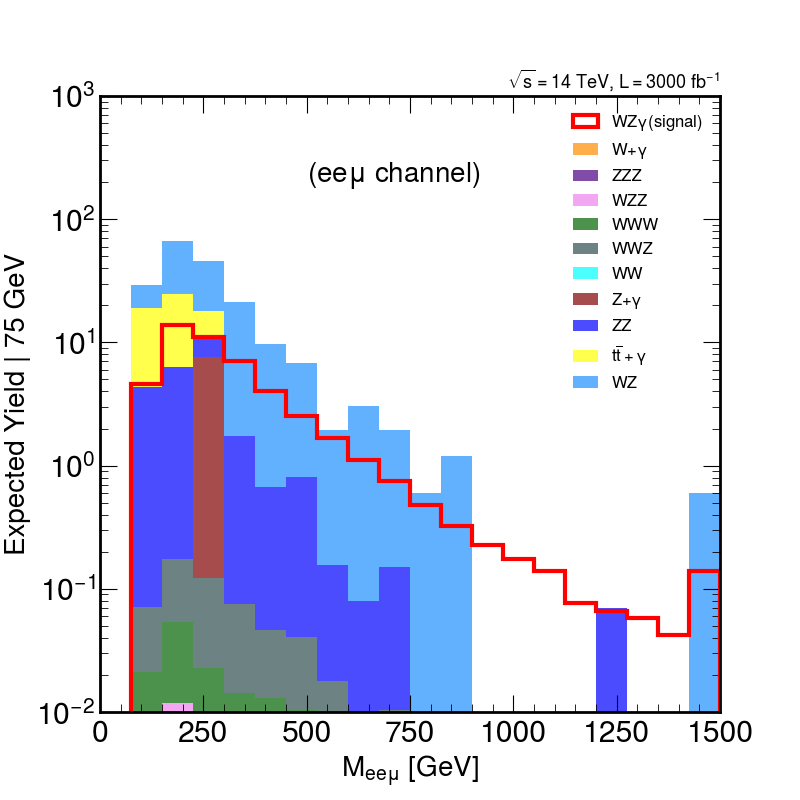 √s = 14 TeV, L = 3000 fb⁻¹
10³
WZγ(signal)
W+γ
(eeμ channel)
ZZZ
WZZ
10²
WWW
WWZ
WW
Z+γ
ZZ
10¹
tt̄+γ
WZ
Expected Yield | 75 GeV
10⁰
10⁻¹
10⁻²
0 250 500 750 1000 1250 1500
M_eeμ [GeV]